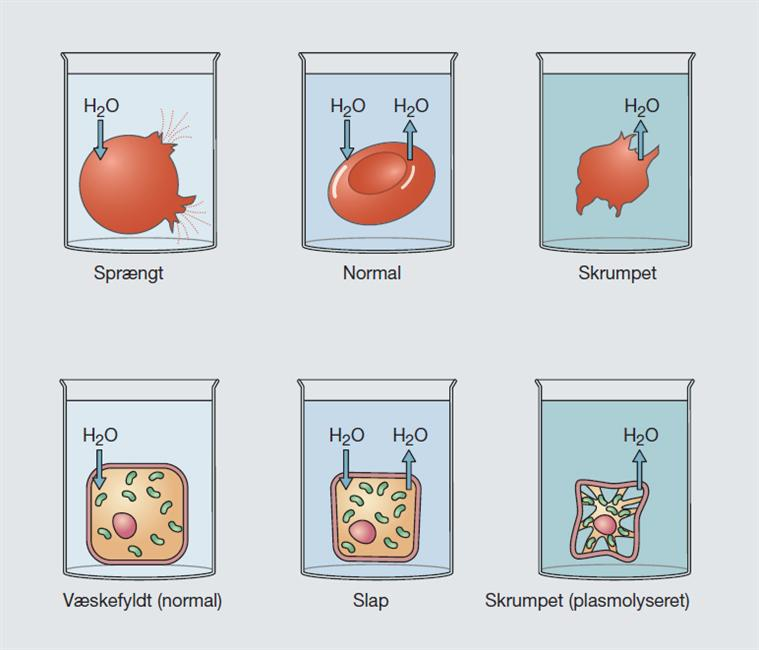 H₂O
H₂O H₂O
H₂O
Sprængt
Normal
Skrumpet
H₂O
H₂O H₂O
H₂O
Væskefyldt (normal)
Slap
Skrumpet (plasmolyseret)